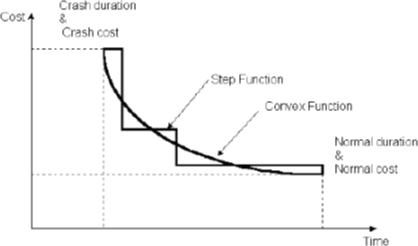 Crash duration
&
Crash cost
Cost
Step Function
Convex Function
Normal duration
&
Normal cost
Time